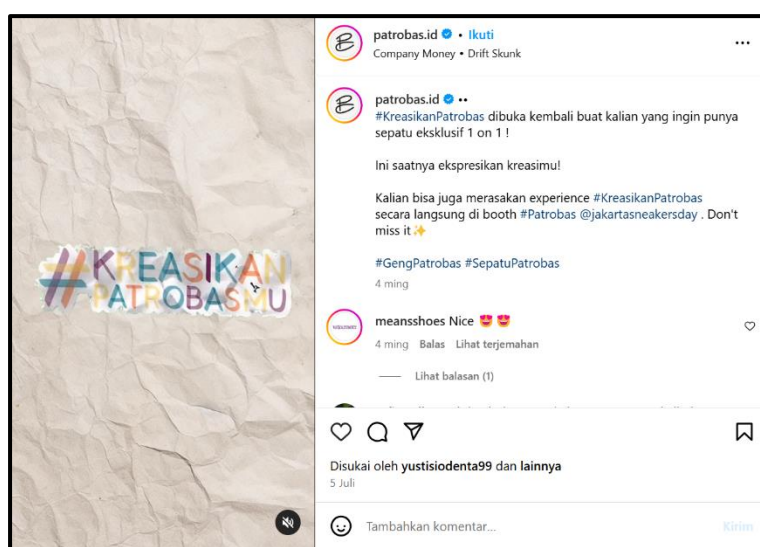 #KREASIKAN
PATROBASMU
patrobas.id • Ikuti
Company Money • Drift Skunk
patrobas.id
#KreasikanPatrobas dibuka kembali buat kalian yang ingin punya
sepatu eksklusif 1 on 1 !
Ini saatnya ekspresikan kreasimu!
Kalian bisa juga merasakan experience #KreasikanPatrobas
secara langsung di booth #Patrobas @jakartasneakersday . Don't
miss it✨
#GengPatrobas #SepatuPatrobas
4 ming
meansshoes Nice 🤩 🤩
4 ming Balas Lihat terjemahan
Lihat balasan (1)
Disukai oleh yustisiodenta99 dan lainnya
5 Juli
Tambahkan komentar...
Kirim